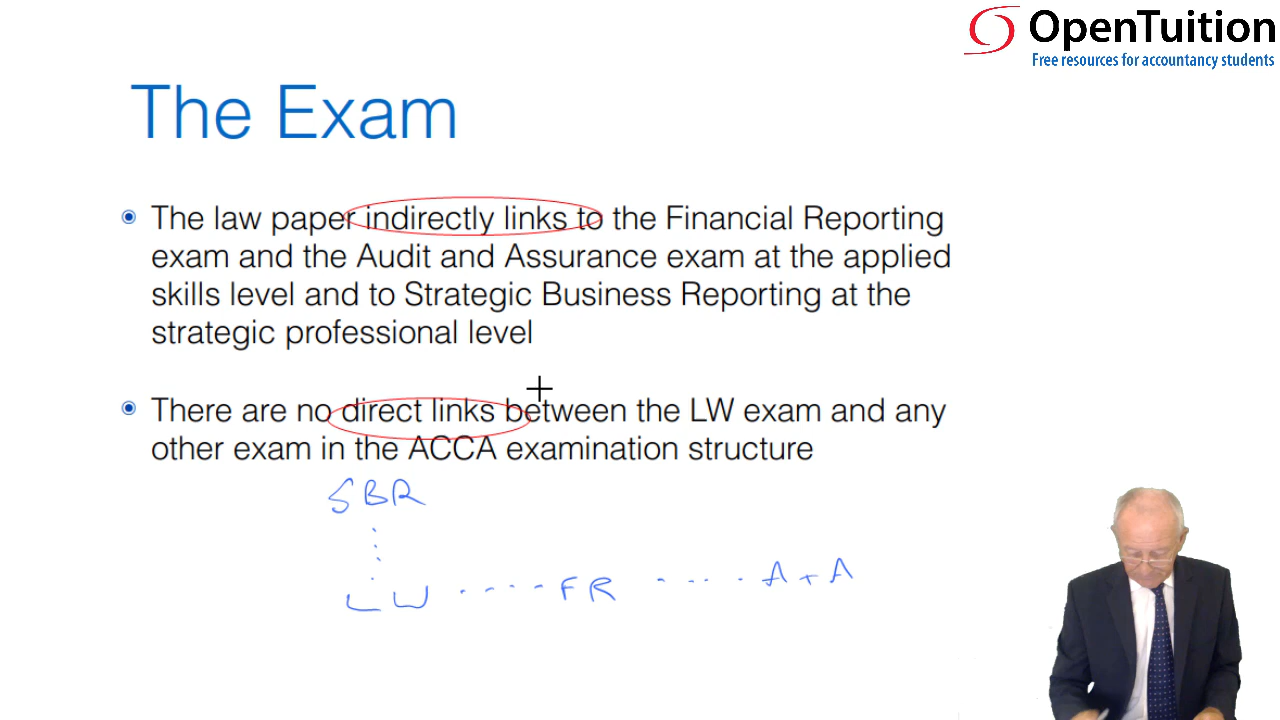 OpenTuition
Free resources for accountancy students
The Exam
The law paper indirectly links to the Financial Reporting
exam and the Audit and Assurance exam at the applied
skills level and to Strategic Business Reporting at the
strategic professional level
There are no direct links between the LW exam and any
other exam in the ACCA examination structure
SBR
LW .... FR .... A+A